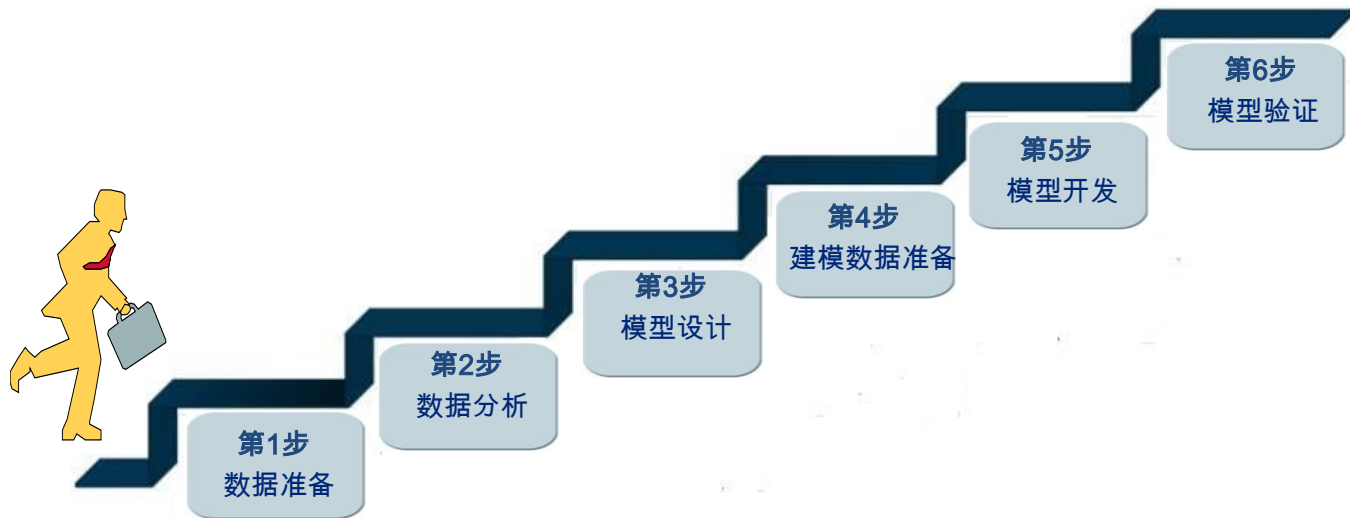 第1步
数据准备
第2步
数据分析
第3步
模型设计
第4步
建模数据准备
第5步
模型开发
第6步
模型验证